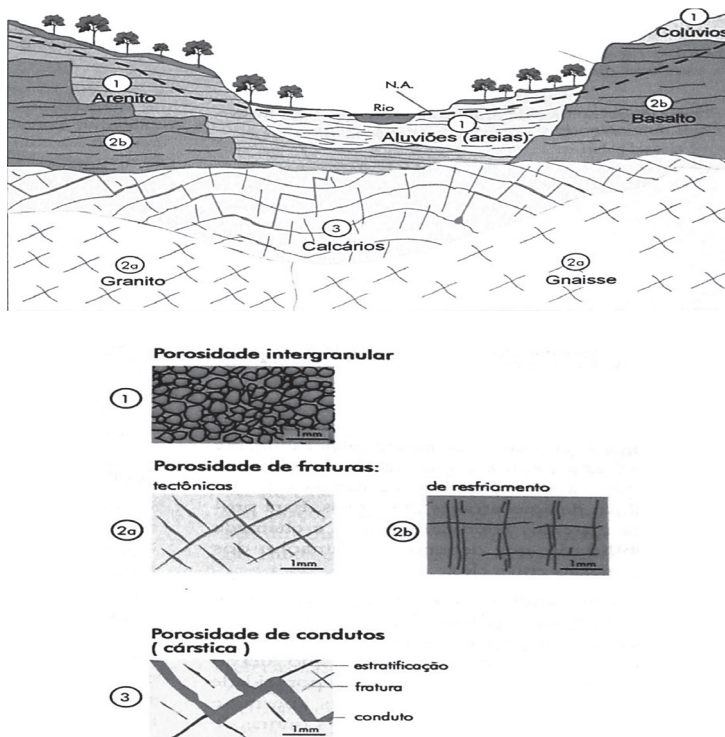 1
Colúvios
N.A.
1
Rio
Arenito
2b
1
Basalto
Aluviões (areias)
2b
3
Calcários
2a
Granito
2a
Gnaisse
Porosidade intergranular
1
1mm
Porosidade de fraturas:
tectônicas
de resfriamento
2a
2b
1mm
1mm
Porosidade de condutos
( cárstica )
estratificação
fratura
3
conduto
1mm